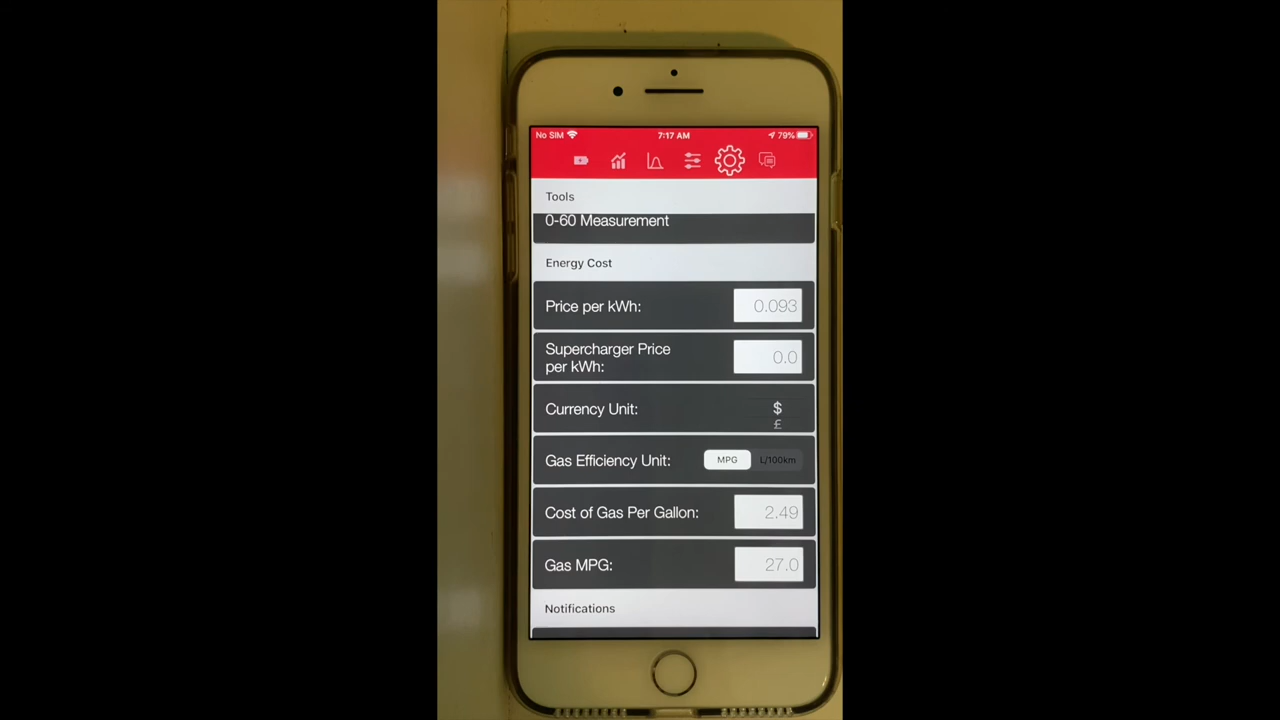 No SIM 7:17 AM 79%
Tools
0-60 Measurement
Energy Cost
Price per kWh: 0.093
Supercharger Price
per kWh: 0.0
Currency Unit: $
£
Gas Efficiency Unit: MPG L/100km
Cost of Gas Per Gallon: 2.49
Gas MPG: 27.0
Notifications